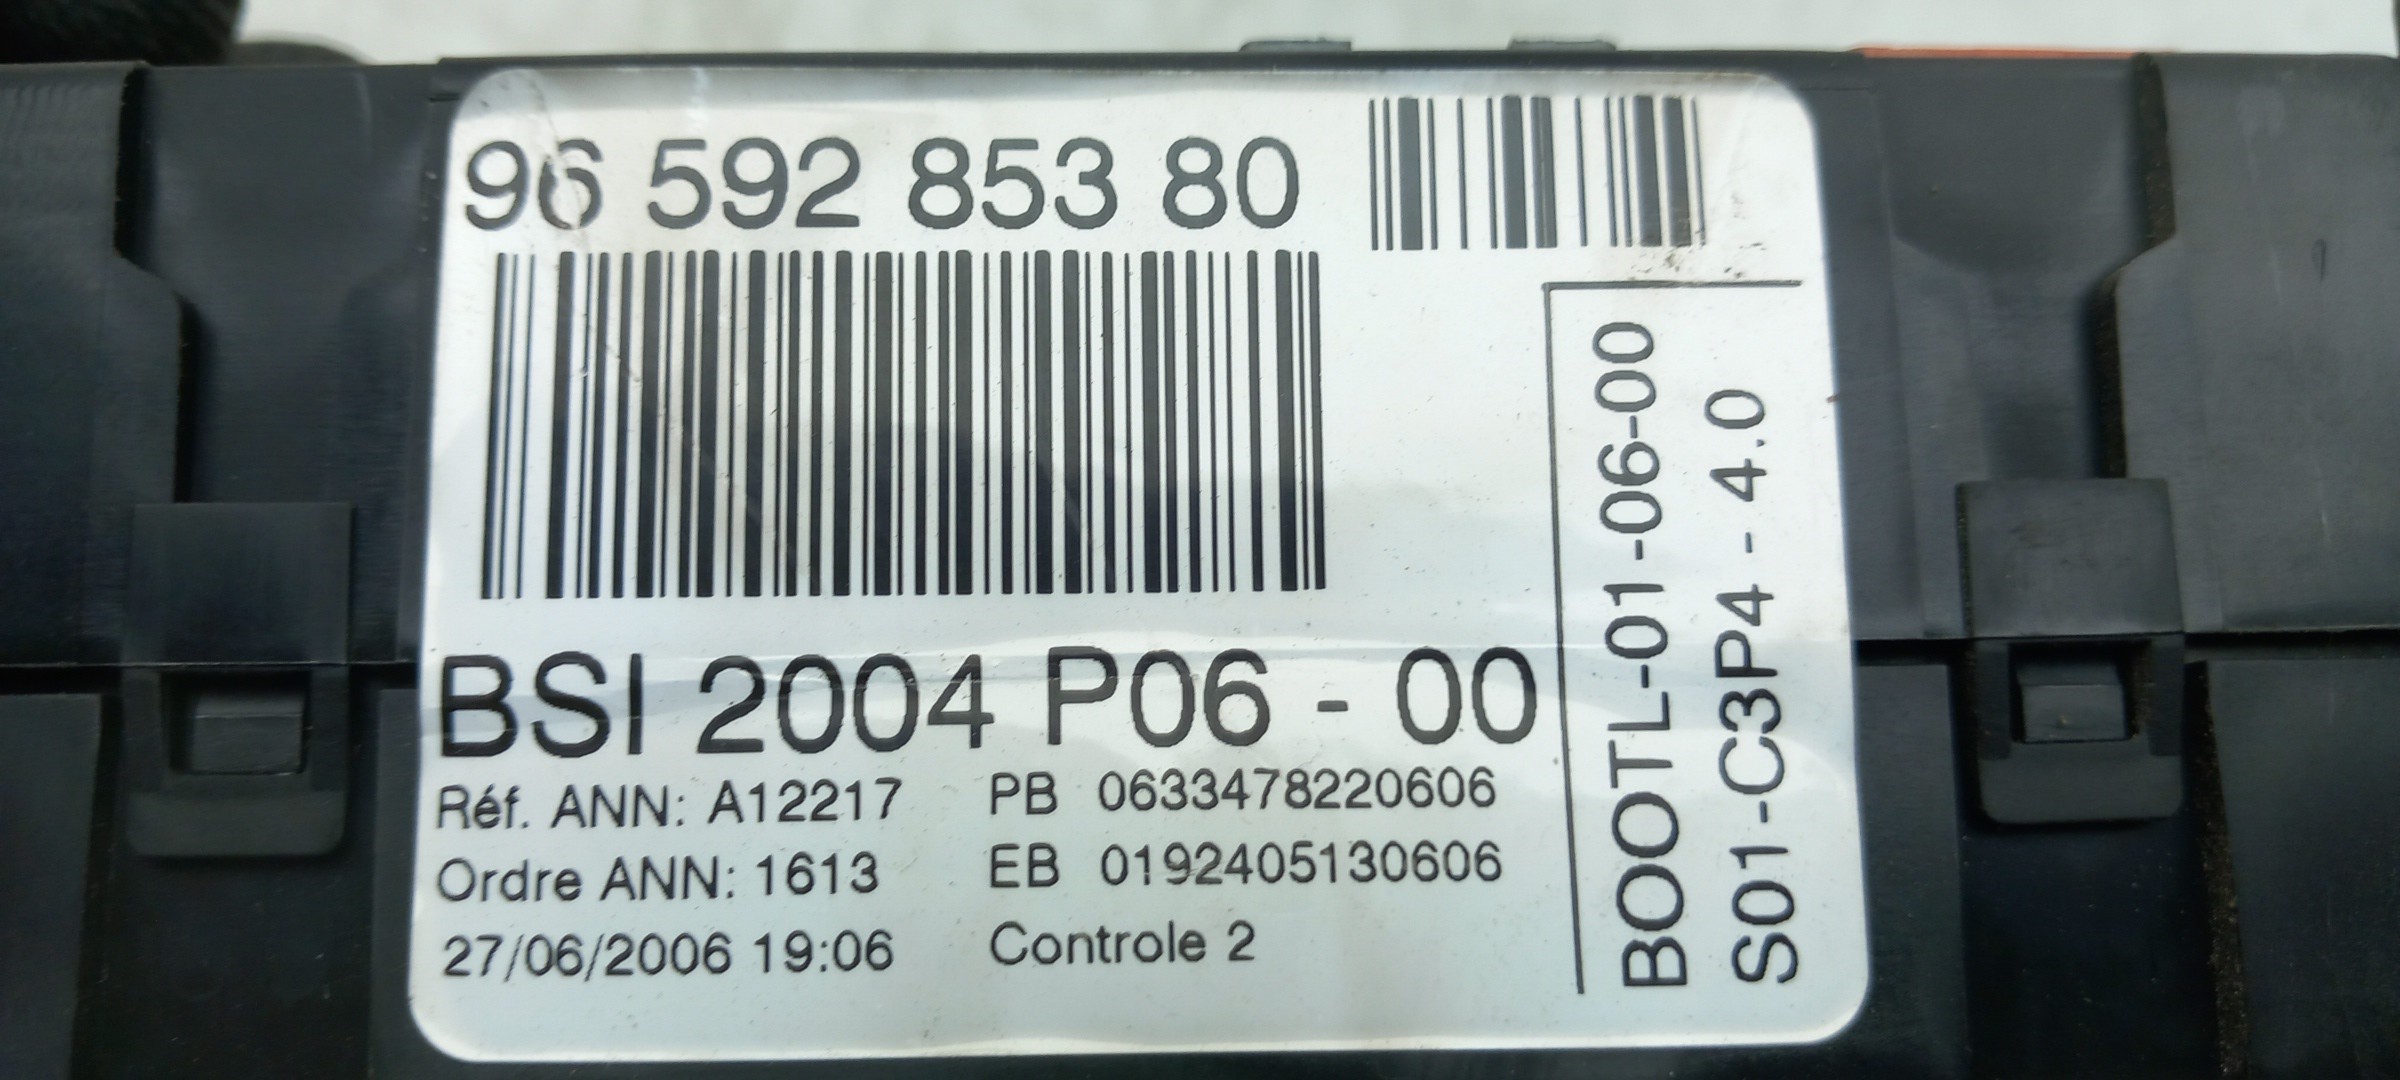 96 592 853 80
BSI 2004 P06 - 00
Réf. ANN: A12217 PB 0633478220606
Ordre ANN: 1613 EB 0192405130606
27/06/2006 19:06 Controle 2
BOOTL-01-06-00
S01-C3P4 - 4.0